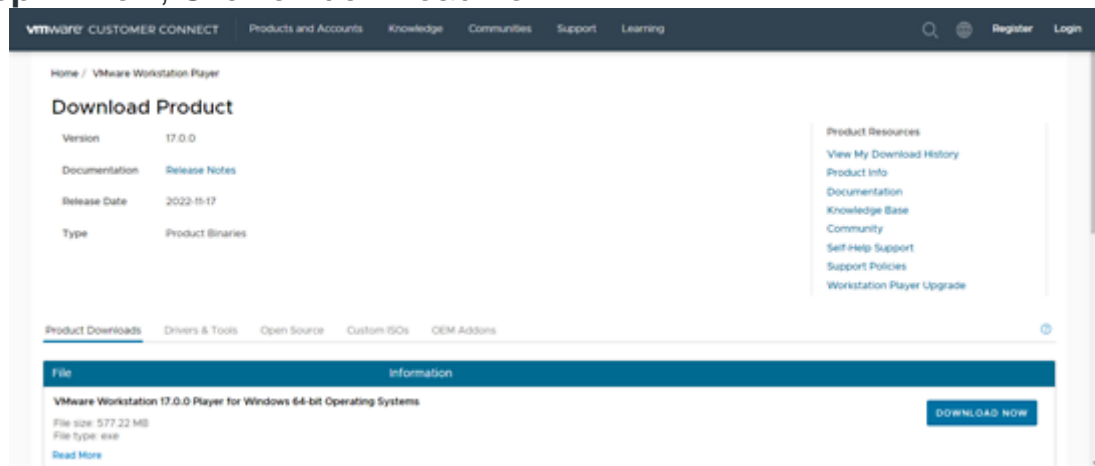 vmware CUSTOMER CONNECT Products and Accounts Knowledge Communities Support Learning Register Login
Home / VMware Workstation Player
Download Product
Version 17.0.0
Documentation Release Notes
Release Date 2022-11-17
Type Product Binaries
Product Resources
View My Download History
Product Info
Documentation
Knowledge Base
Community
Self-Help Support
Support Policies
Workstation Player Upgrade
Product Downloads Drivers & Tools Open Source Custom ISOs OEM Addons
File Information
VMware Workstation 17.0.0 Player for Windows 64-bit Operating Systems
File size: 577.22 MB
File type: exe
Read More
DOWNLOAD NOW